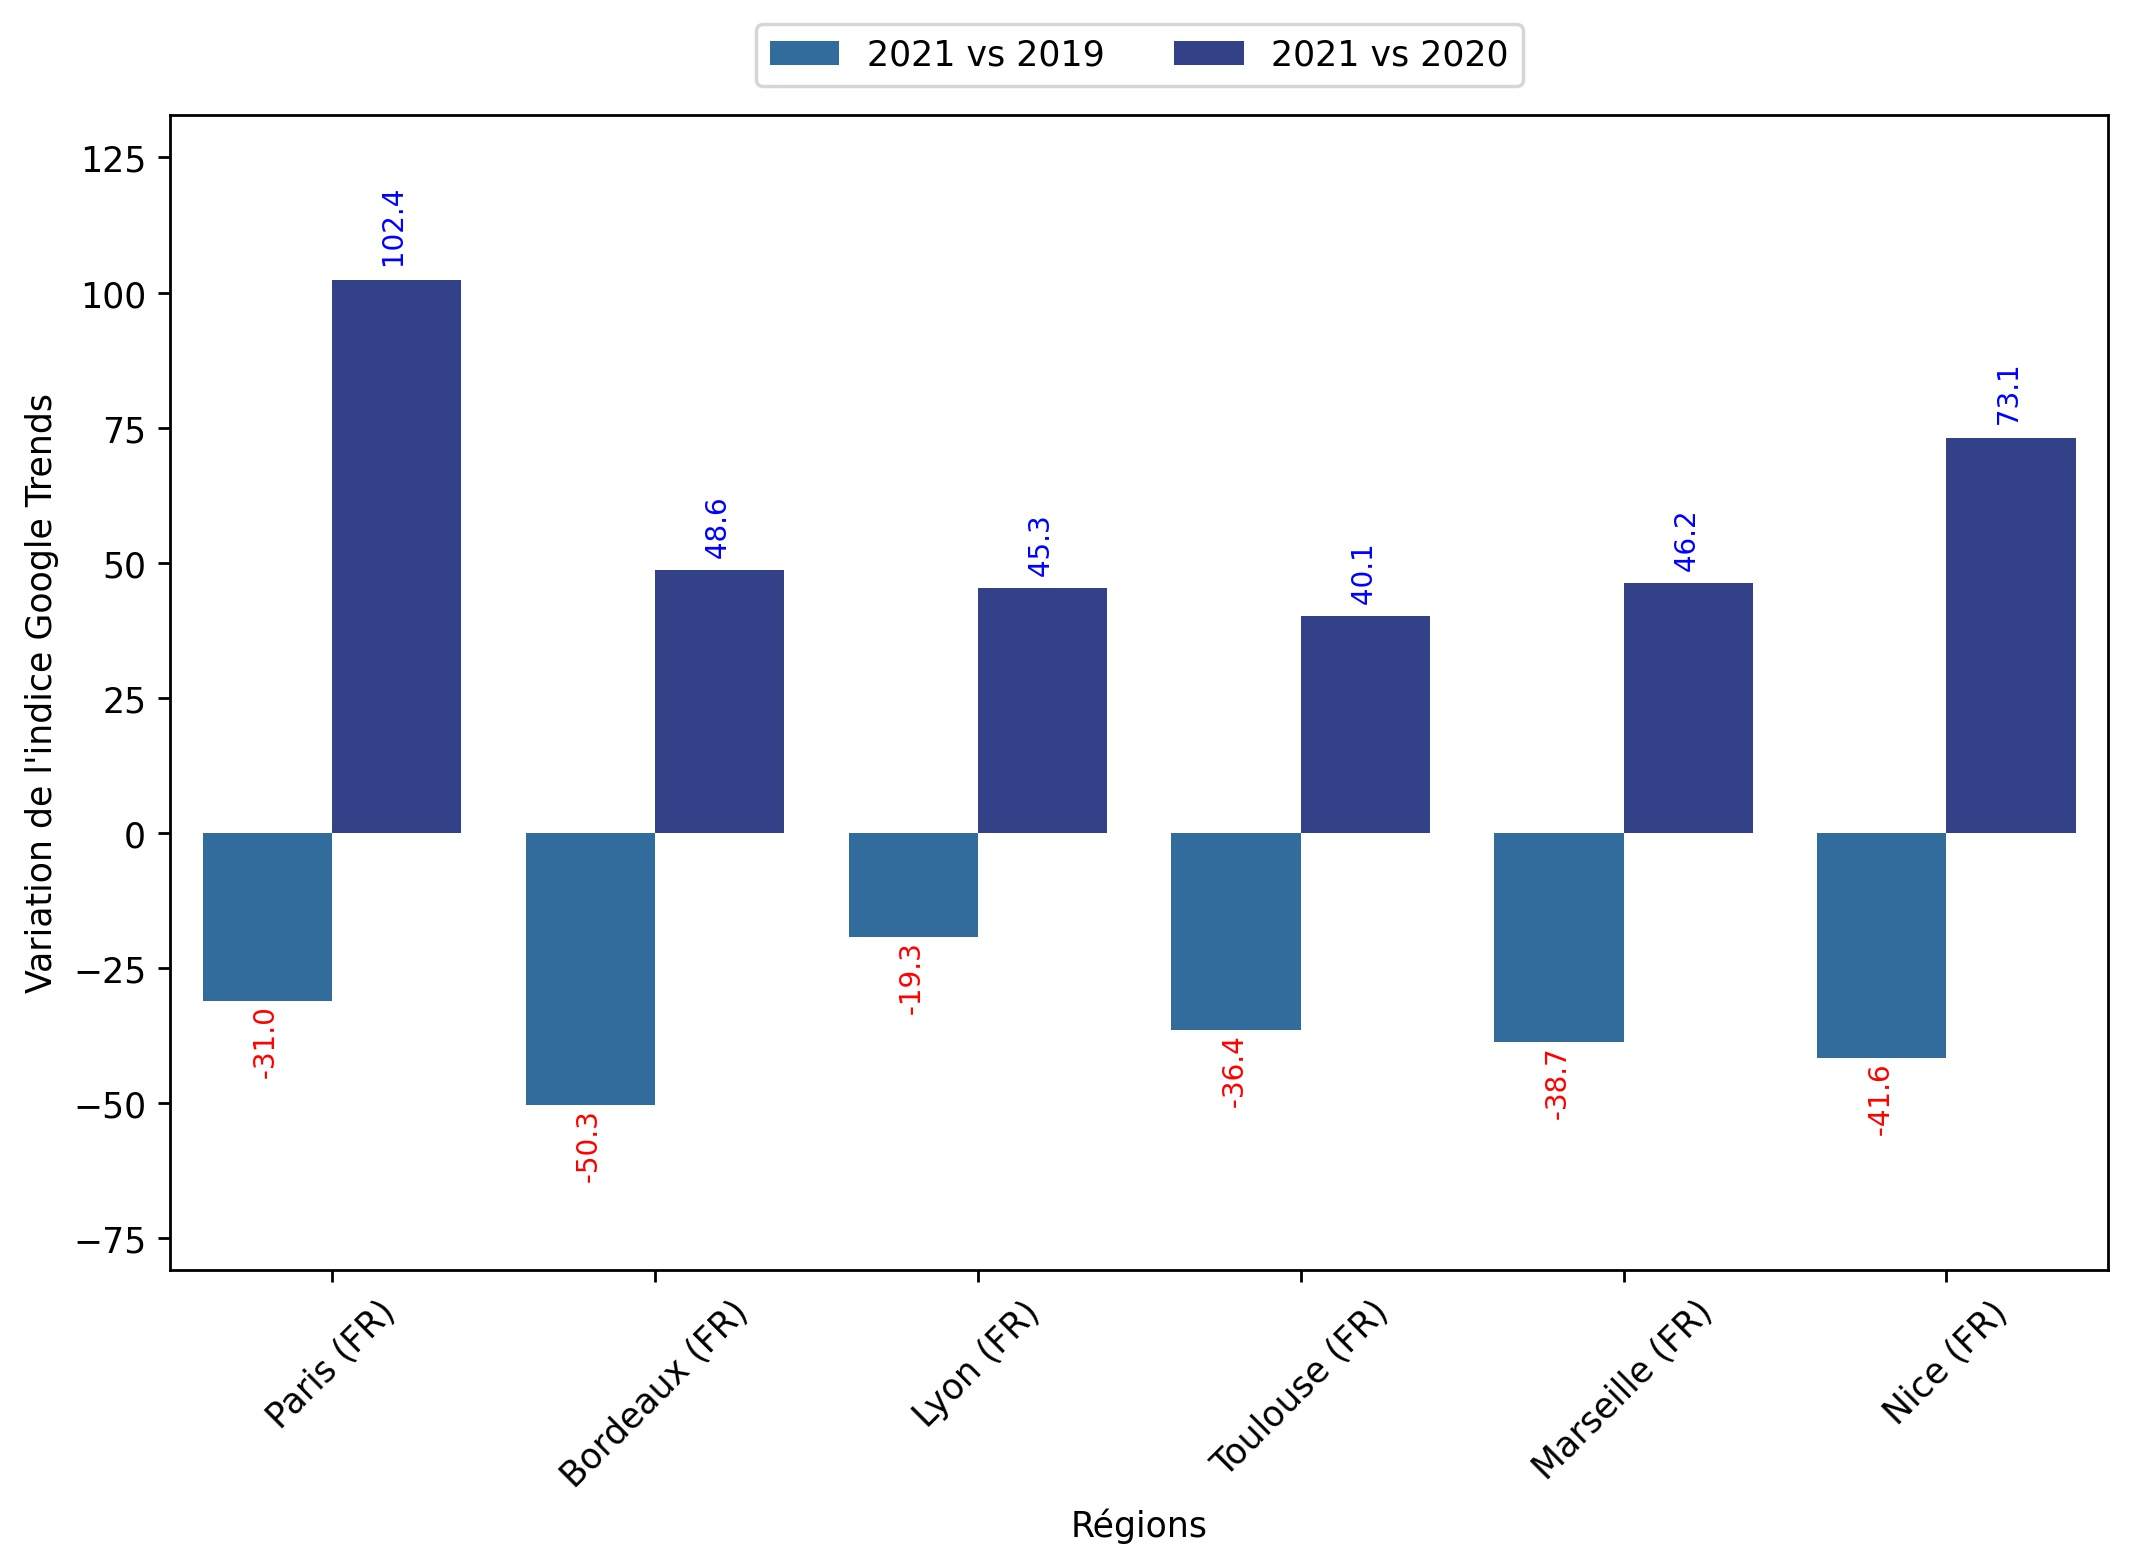 2021 vs 2019
2021 vs 2020
Variation de l'indice Google Trends
125
100
75
50
25
0
−25
−50
−75
102.4
48.6
45.3
40.1
46.2
73.1
-31.0
-50.3
-19.3
-36.4
-38.7
-41.6
Paris (FR)
Bordeaux (FR)
Lyon (FR)
Toulouse (FR)
Marseille (FR)
Nice (FR)
Régions